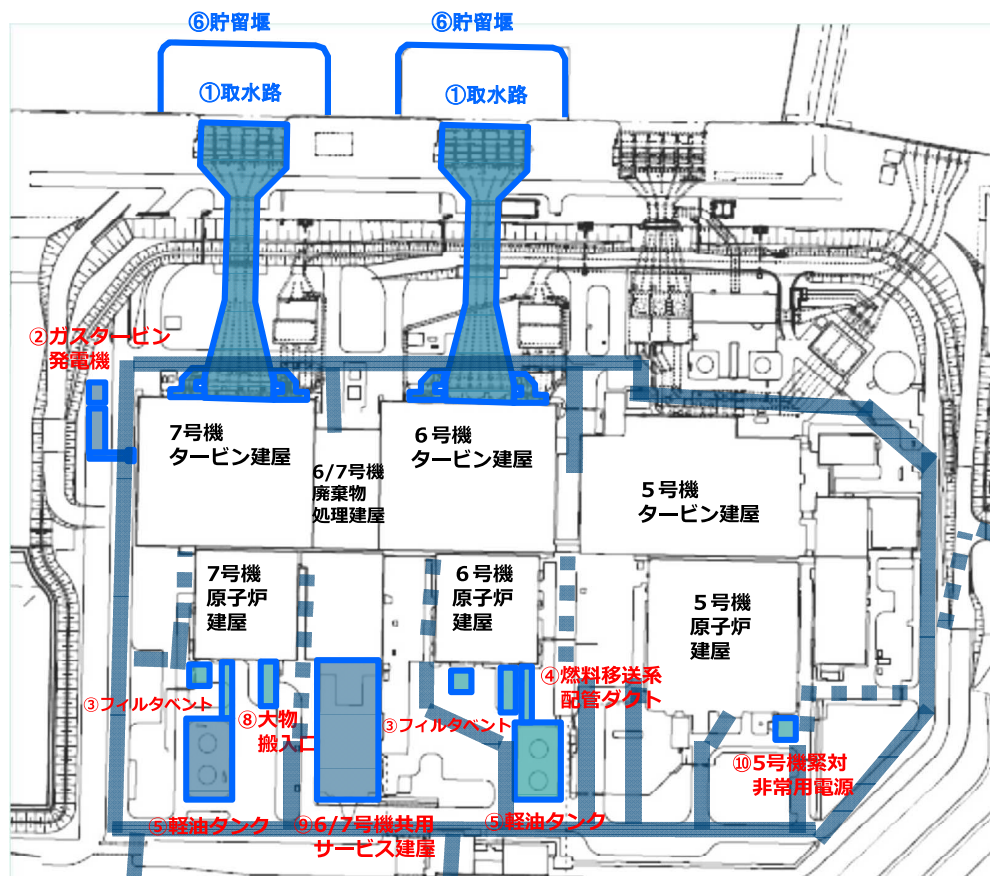 ⑥貯留堰
⑥貯留堰
①取水路
①取水路
②ガスタービン
発電機
7号機
タービン建屋
6/7号機
廃棄物
処理建屋
６号機
タービン建屋
５号機
タービン建屋
7号機
原子炉
建屋
６号機
原子炉
建屋
５号機
原子炉
建屋
③フィルタベント
⑧大物
搬入口
③フィルタベント
④燃料移送系
配管ダクト
⑩5号機緊対
非常用電源
⑤軽油タンク
⑨6/7号機共用
サービス建屋
⑤軽油タンク